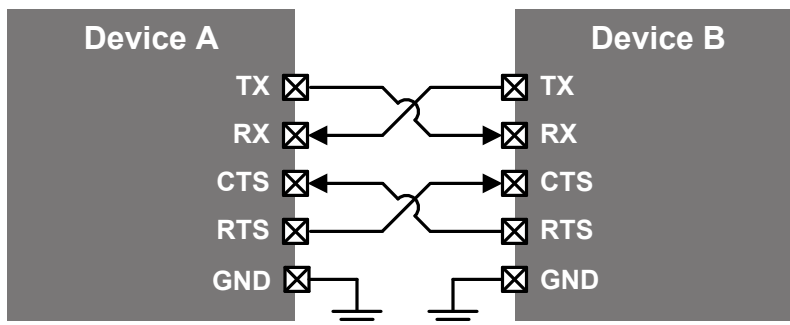 Device A
Device B
TX
TX
RX
RX
CTS
CTS
RTS
RTS
GND
GND